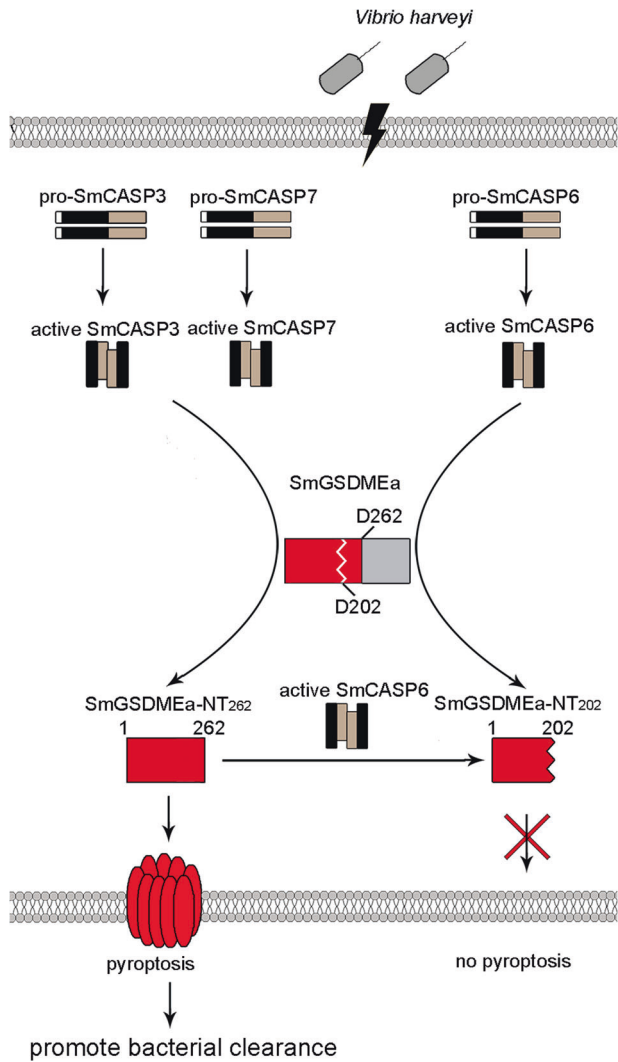 Vibrio harveyi
pro-SmCASP3 pro-SmCASP7 pro-SmCASP6
active SmCASP3 active SmCASP7 active SmCASP6
SmGSDMEa
D262
D202
SmGSDMEa-NT262 active SmCASP6 SmGSDMEa-NT202
1 262 1 202
pyroptosis no pyroptosis
promote bacterial clearance